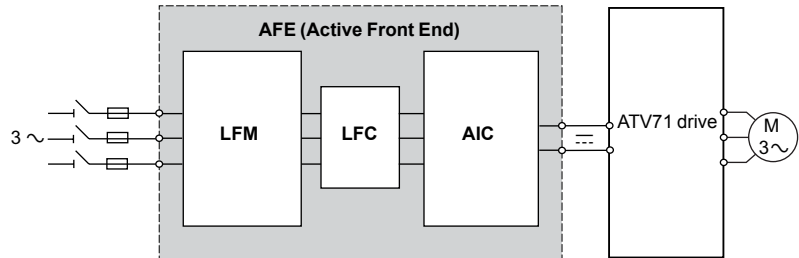 AFE (Active Front End)
LFM
LFC
AIC
ATV71 drive
3 ~
M
3 ~